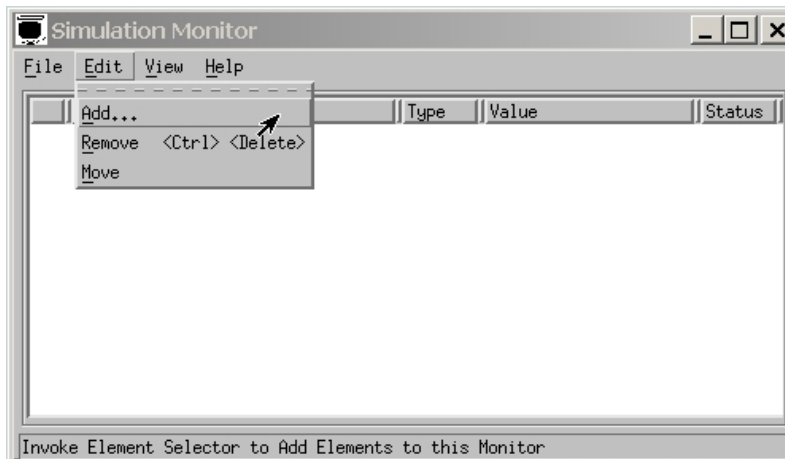 Simulation Monitor
File Edit View Help
Add...
Type Value Status
Remove <Ctrl> <Delete>
Move
Invoke Element Selector to Add Elements to this Monitor